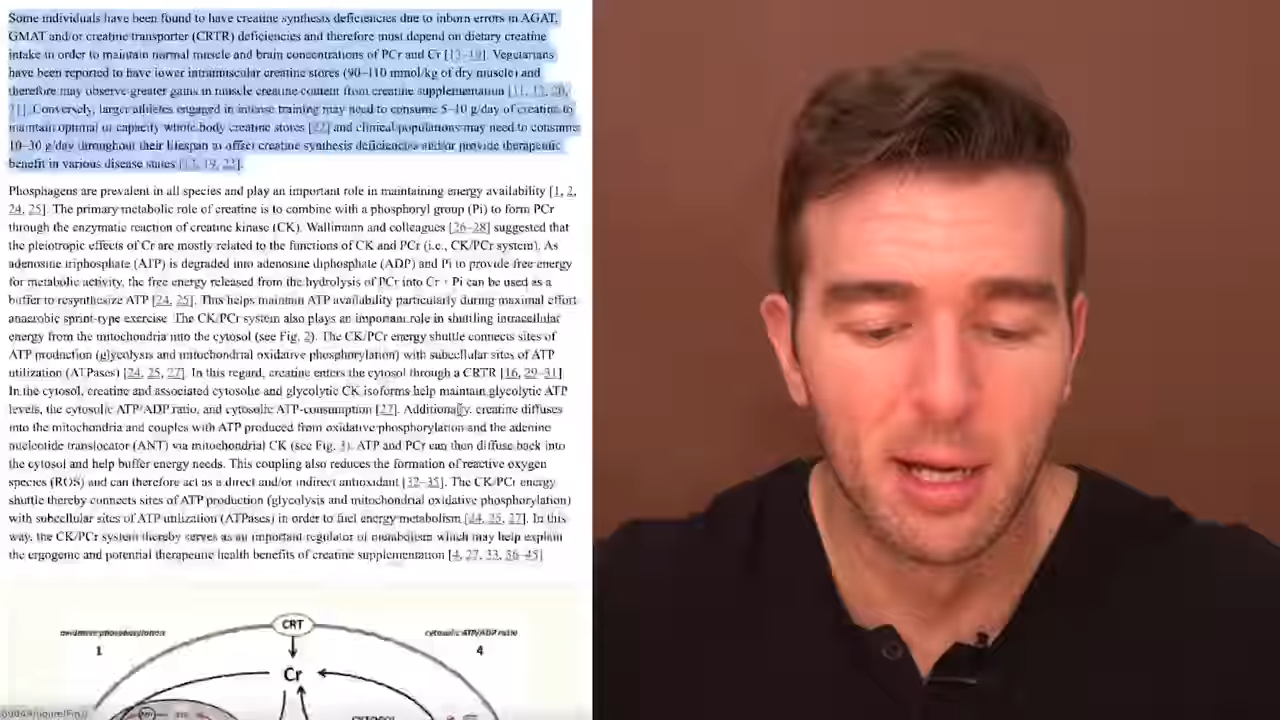 Some individuals have been found to have creatine synthesis deficiencies due to inborn errors in AGAT,
GMAT and/or creatine transporter (CRTR) deficiencies and therefore must depend on dietary creatine
intake in order to maintain normal muscle and brain concentrations of PCr and Cr [13–19]. Vegetarians
have been reported to have lower intramuscular creatine stores (90–110 mmol/kg of dry muscle) and
therefore may observe greater gains in muscle creatine content from creatine supplementation [11, 13, 20,
21]. Conversely, larger athletes engaged in intense training may need to consume 5–10 g/day of creatine to
maintain optimal or capacity whole body creatine stores [22] and clinical populations may need to consume
10–30 g/day throughout their lifespan to offset creatine synthesis deficiencies and/or provide therapeutic
benefit in various disease states [13, 19, 23].
Phosphagens are prevalent in all species and play an important role in maintaining energy availability [1, 2,
24, 25]. The primary metabolic role of creatine is to combine with a phosphoryl group (Pi) to form PCr
through the enzymatic reaction of creatine kinase (CK). Wallimann and colleagues [26–28] suggested that
the pleiotropic effects of Cr are mostly related to the functions of CK and PCr (i.e., CK/PCr system). As
adenosine triphosphate (ATP) is degraded into adenosine diphosphate (ADP) and Pi to provide free energy
for metabolic activity, the free energy released from the hydrolysis of PCr into Cr + Pi can be used as a
buffer to resynthesize ATP [24, 25]. This helps maintain ATP availability particularly during maximal effort
anaerobic sprint-type exercise. The CK/PCr system also plays an important role in shuttling intracellular
energy from the mitochondria into the cytosol (see Fig. 2). The CK/PCr energy shuttle connects sites of
ATP production (glycolysis and mitochondrial oxidative phosphorylation) with subcellular sites of ATP
utilization (ATPases) [24, 25, 27]. In this regard, creatine enters the cytosol through a CRTR [16, 29–31].
In the cytosol, creatine and associated cytosolic and glycolytic CK isoforms help maintain glycolytic ATP
levels, the cytosolic ATP/ADP ratio, and cytosolic ATP-consumption [27]. Additionally, creatine diffuses
into the mitochondria and couples with ATP produced from oxidative phosphorylation and the adenine
nucleotide translocator (ANT) via mitochondrial CK (see Fig. 3). ATP and PCr can then diffuse back into
the cytosol and help buffer energy needs. This coupling also reduces the formation of reactive oxygen
species (ROS) and can therefore act as a direct and/or indirect antioxidant [32–35]. The CK/PCr energy
shuttle thereby connects sites of ATP production (glycolysis and mitochondrial oxidative phosphorylation)
with subcellular sites of ATP utilization (ATPases) in order to fuel energy metabolism [24, 25, 27]. In this
way, the CK/PCr system thereby serves as an important regulator of metabolism which may help explain
the ergogenic and potential therapeutic health benefits of creatine supplementation [4, 27, 33, 36–45]
CRT
oxidative phosphorylation
cytosolic ATP/ADP ratio
1
4
Cr